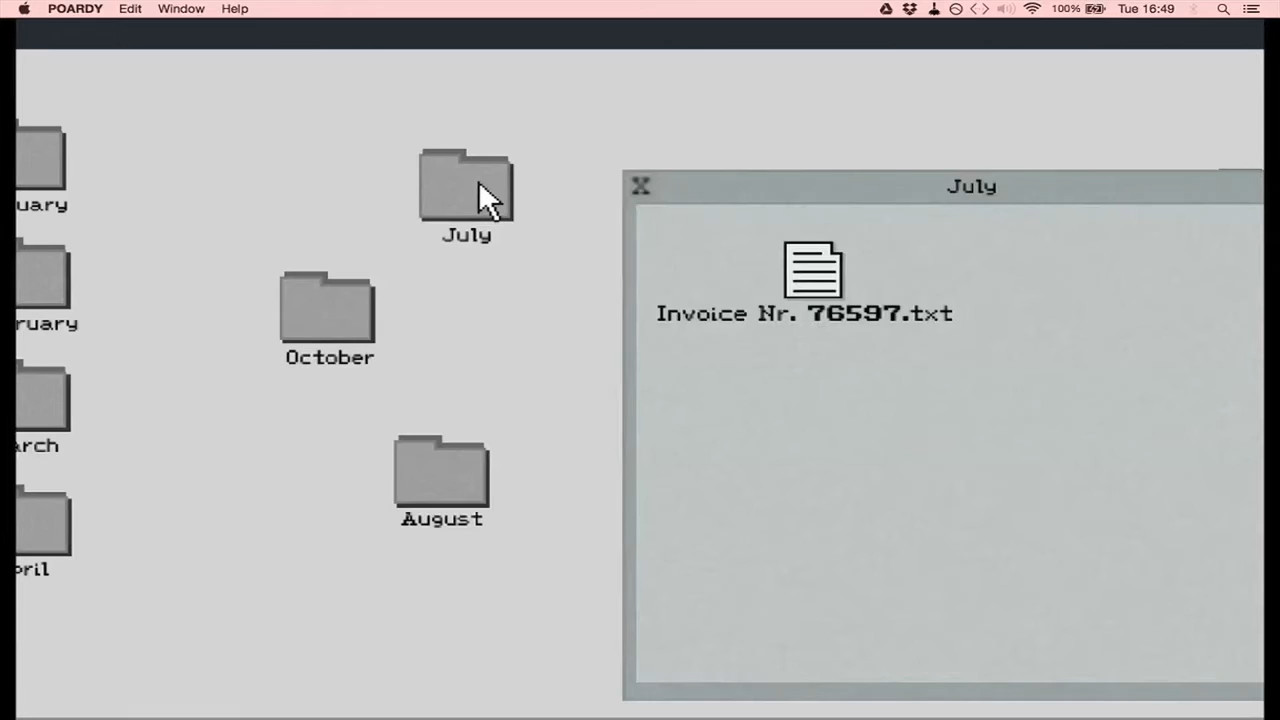 POARDY Edit Window Help 100% Tue 16:49
July
July
Invoice Nr. 76597.txt
uary
October
ruary
August
arch
pril